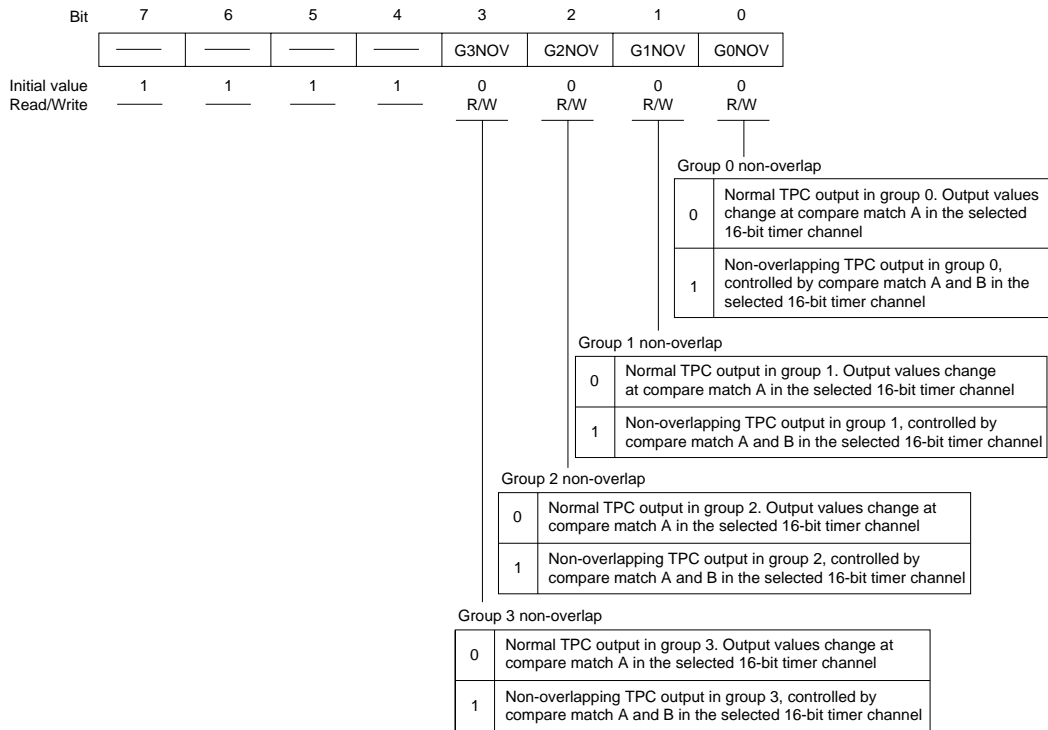 Bit 7 6 5 4 3 2 1 0
G3NOV G2NOV G1NOV G0NOV
Initial value 1 1 1 1 0 0 0 0
Read/Write R/W R/W R/W R/W
Group 0 non-overlap
0 Normal TPC output in group 0. Output values
change at compare match A in the selected
16-bit timer channel
1 Non-overlapping TPC output in group 0,
controlled by compare match A and B in the
selected 16-bit timer channel
Group 1 non-overlap
0 Normal TPC output in group 1. Output values change
at compare match A in the selected 16-bit timer channel
1 Non-overlapping TPC output in group 1, controlled by
compare match A and B in the selected 16-bit timer channel
Group 2 non-overlap
0 Normal TPC output in group 2. Output values change at
compare match A in the selected 16-bit timer channel
1 Non-overlapping TPC output in group 2, controlled by
compare match A and B in the selected 16-bit timer channel
Group 3 non-overlap
0 Normal TPC output in group 3. Output values change at
compare match A in the selected 16-bit timer channel
1 Non-overlapping TPC output in group 3, controlled by
compare match A and B in the selected 16-bit timer channel